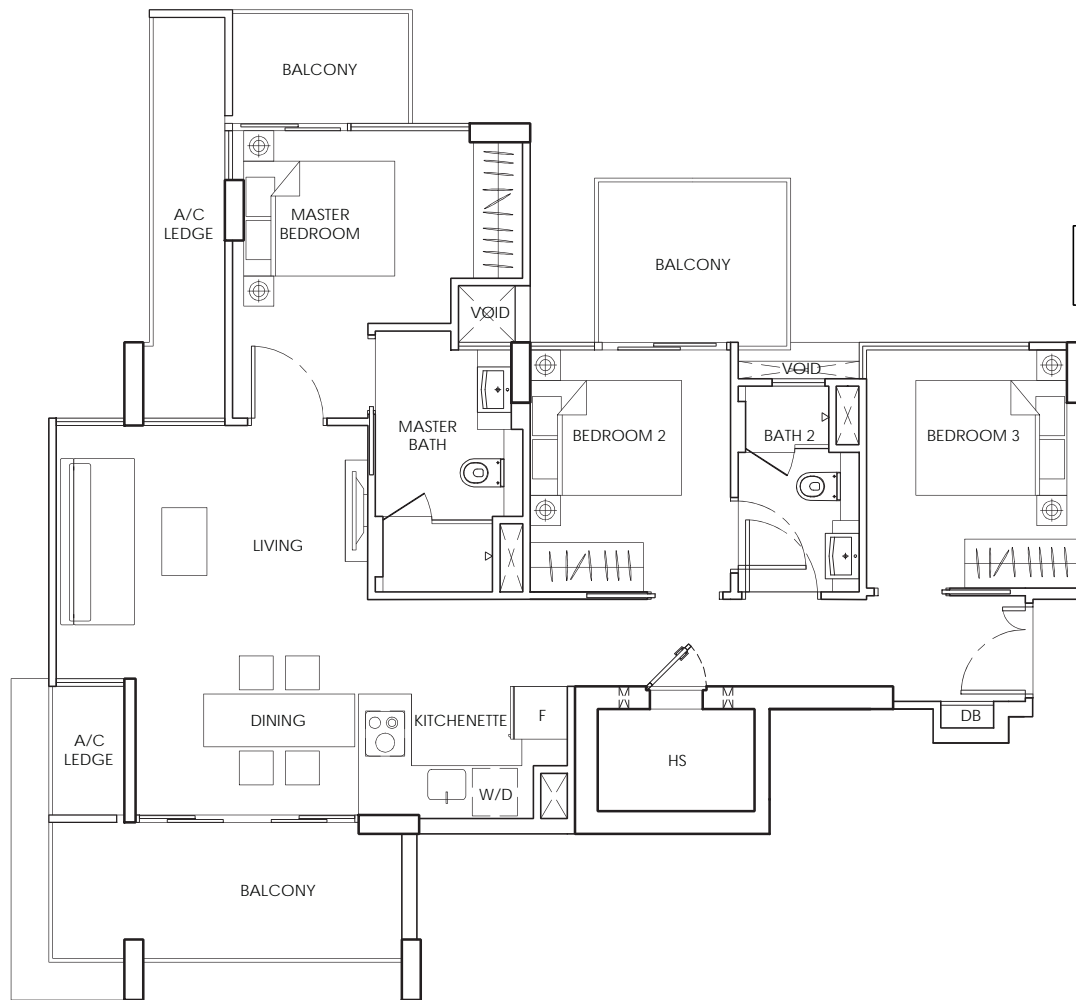 BALCONY
A/C
LEDGE
MASTER
BEDROOM
BALCONY
VOID
VOID
MASTER
BATH
BEDROOM 2
BATH 2
BEDROOM 3
LIVING
DINING
KITCHENETTE
F
DB
A/C
LEDGE
HS
W/D
BALCONY